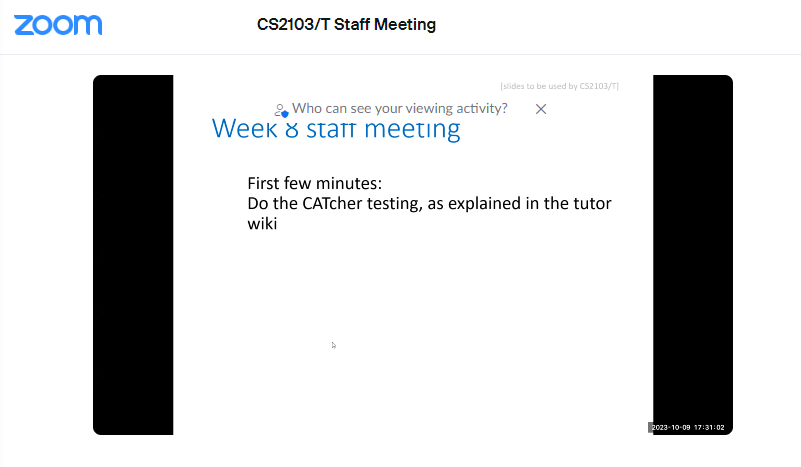 zoom
CS2103/T Staff Meeting
[slides to be used by CS2103/T]
Who can see your viewing activity?
Week 8 staff meeting
First few minutes:
Do the CATcher testing, as explained in the tutor
wiki
2023-10-09 17:31:02